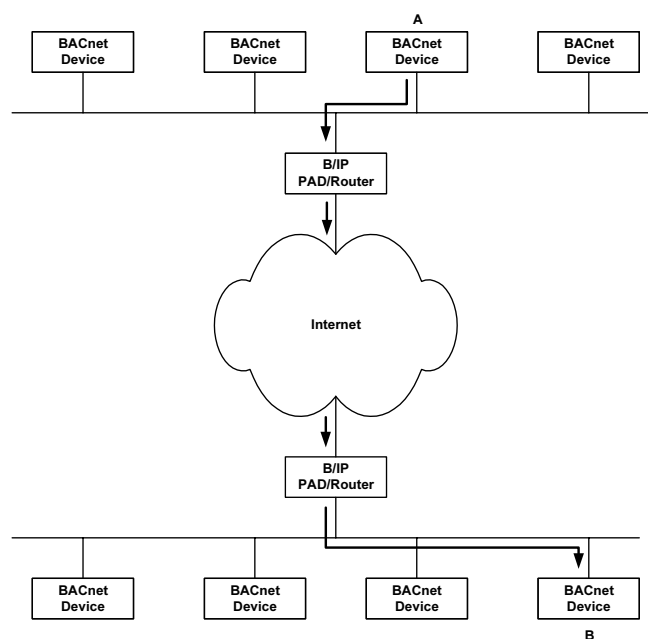 A
BACnet
Device
BACnet
Device
BACnet
Device
BACnet
Device
B/IP
PAD/Router
Internet
B/IP
PAD/Router
BACnet
Device
BACnet
Device
BACnet
Device
BACnet
Device
B